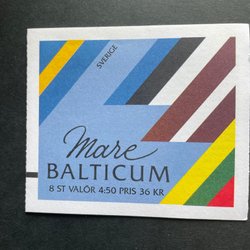 SVERIGE
Mare
BALTICUM
8 ST VALÖR 4:50 PRIS 36 KR